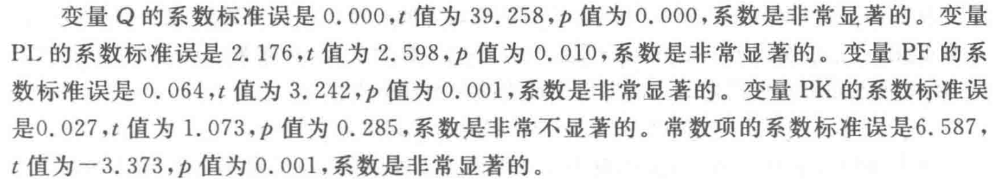 变量 Q 的系数标准误是 0.000,t 值为 39.258,p 值为 0.000,系数是非常显著的。变量
PL 的系数标准误是 2.176,t 值为 2.598,p 值为 0.010,系数是非常显著的。变量 PF 的系
数标准误是 0.064,t 值为 3.242,p 值为 0.001,系数是非常显著的。变量 PK 的系数标准误
是0.027,t 值为 1.073,p 值为 0.285,系数是非常不显著的。常数项的系数标准误是6.587,
t 值为－3.373,p 值为 0.001,系数是非常显著的。